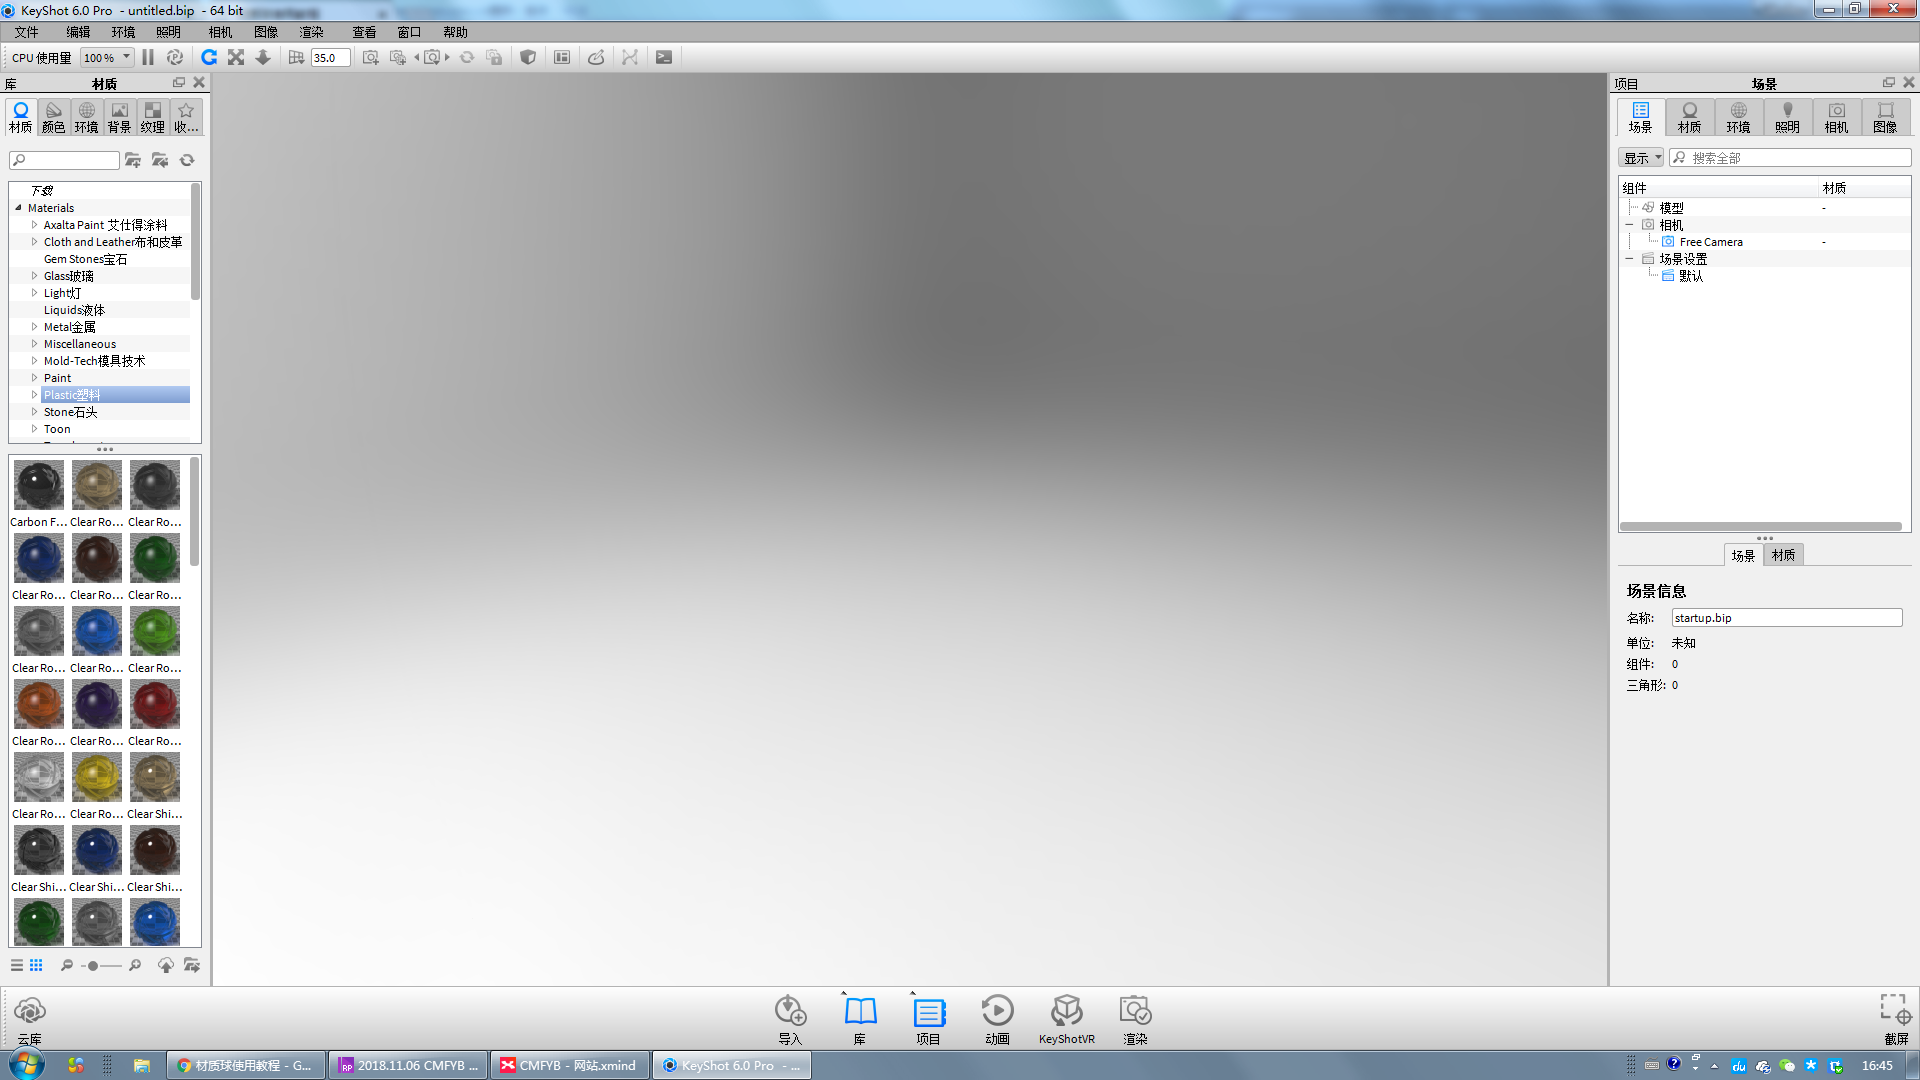 KeyShot 6.0 Pro - untitled.bip - 64 bit
文件 编辑 环境 照明 相机 图像 渲染 查看 窗口 帮助
CPU 使用量 100 % 35.0
库 材质
材质 颜色 环境 背景 纹理 收...
下载
Materials
Axalta Paint 艾仕得涂料
Cloth and Leather布和皮革
Gem Stones宝石
Glass玻璃
Light灯
Liquids液体
Metal金属
Miscellaneous
Mold-Tech模具技术
Paint
Plastic塑料
Stone石头
Toon
Carbon F... Clear Ro... Clear Ro...
Clear Ro... Clear Ro... Clear Ro...
Clear Ro... Clear Ro... Clear Ro...
Clear Ro... Clear Ro... Clear Ro...
Clear Ro... Clear Ro... Clear Shi...
Clear Shi... Clear Shi... Clear Shi...
项目 场景
场景 材质 环境 照明 相机 图像
显示 搜索全部
组件 材质
模型 -
相机
Free Camera -
场景设置
默认
场景 材质
场景信息
名称: startup.bip
单位: 未知
组件: 0
三角形: 0
云库 导入 库 项目 动画 KeyShotVR 渲染 截屏
材质球使用教程 - G... 2018.11.06 CMFYB ... CMFYB - 网站.xmind KeyShot 6.0 Pro - ... 16:45